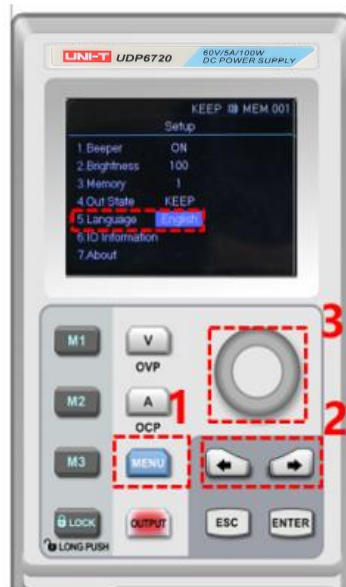 UNI-T UDP6720 60V/5A/100W
DC POWER SUPPLY
KEEP MEM 001
Setup
1.Beeper ON
2.Brightness 100
3.Memory 1
4.Out State KEEP
5.Language English
6.IO Information
7.About
3
M1 V
OVP
M2 A
1
2
OCP
M3 MENU
LOCK OUTPUT ESC ENTER
LONG PUSH